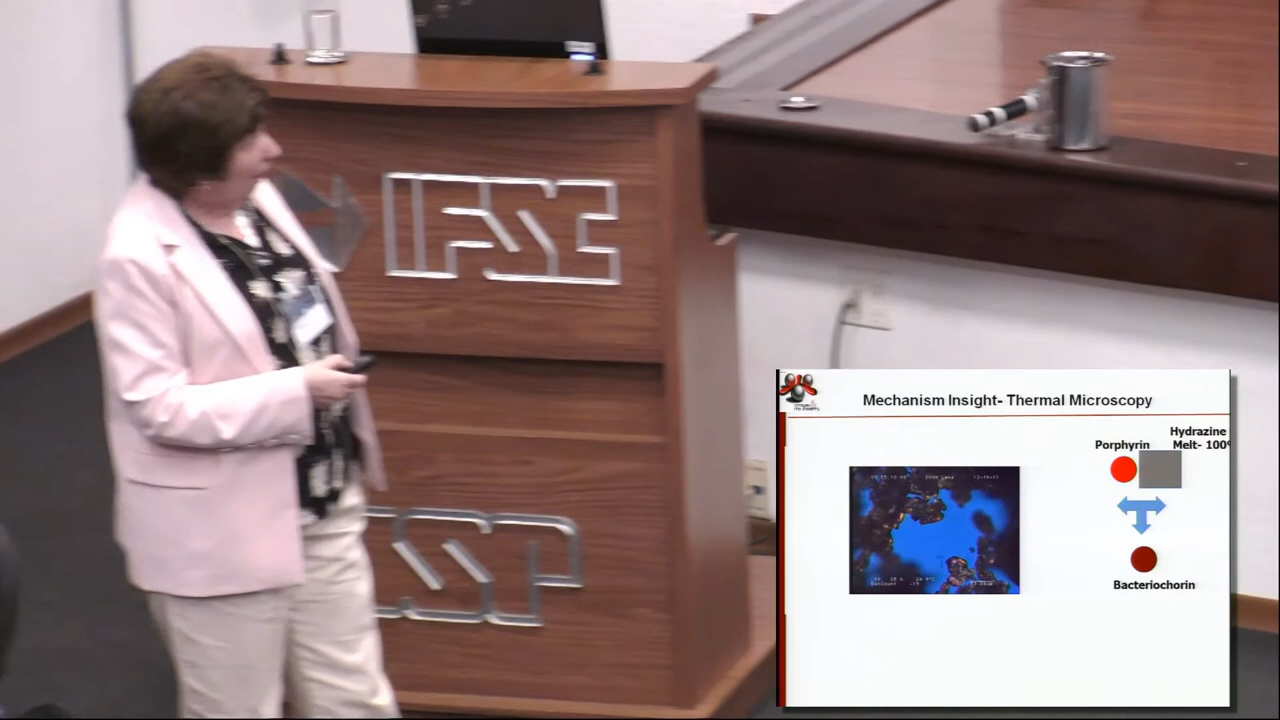 IFSC
USP
Mechanism Insight- Thermal Microscopy
Hydrazine
Porphyrin
Melt- 100°
Bacteriochorin